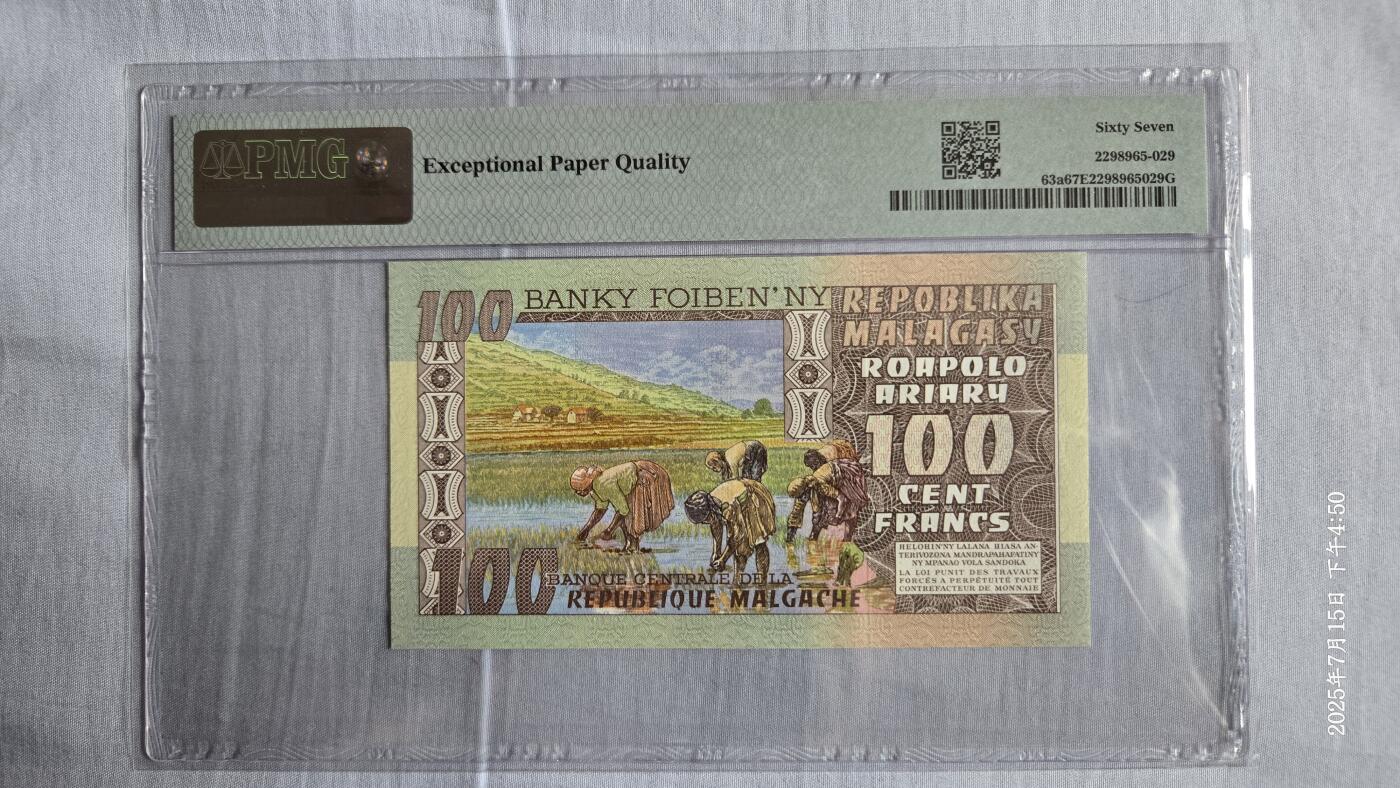 PMG
Exceptional Paper Quality
Sixty Seven
2298965-029
63a67E2298965029G
100
BANKY FOIBEN'NY
REPOBLIKA
MALAGASY
ROAPOLO
ARIARY
100
CENT
FRANCS
HELOHIN'NY LALANA HIASA AN-
TERIVOZONA MANDRAPAHAFATINY
NY MPANAO VOLA SANDOKA
LA LOI PUNIT DES TRAVAUX
FORCÉS A PERPÉTUITÉ TOUT
CONTREFACTEUR DE MONNAIE
100
BANQUE CENTRALE DE LA
REPUBLIQUE MALGACHE
2025年7月15日 下午4:50